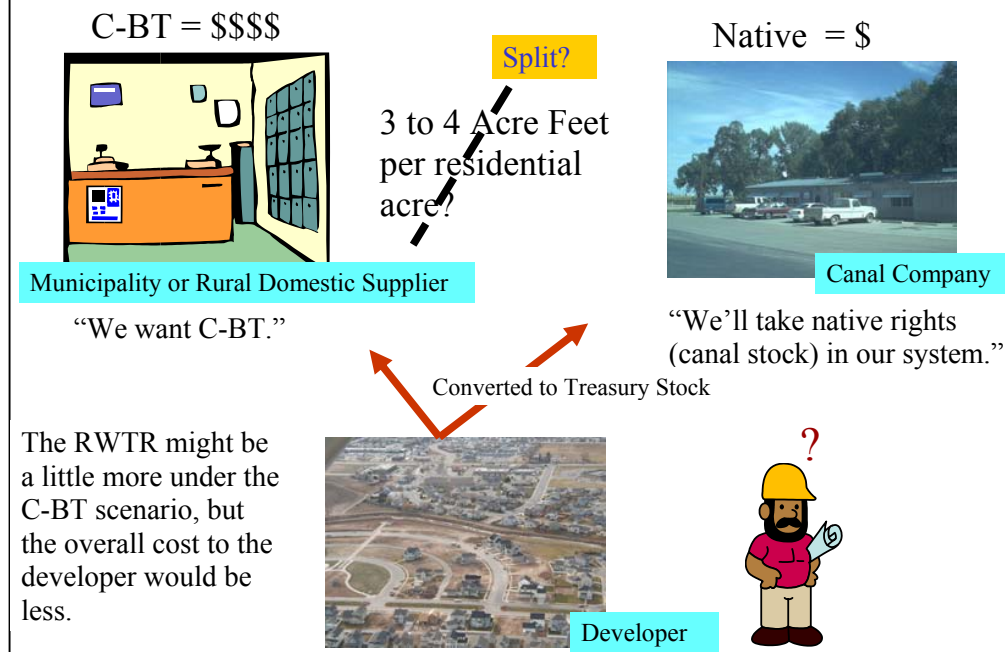 C-BT = $$$$
Split?
Native = $
3 to 4 Acre Feet
per residential
acre?
Municipality or Rural Domestic Supplier
Canal Company
“We want C-BT.”
“We’ll take native rights
(canal stock) in our system.”
Converted to Treasury Stock
The RWTR might be
a little more under the
C-BT scenario, but
the overall cost to the
developer would be
less.
?
Developer